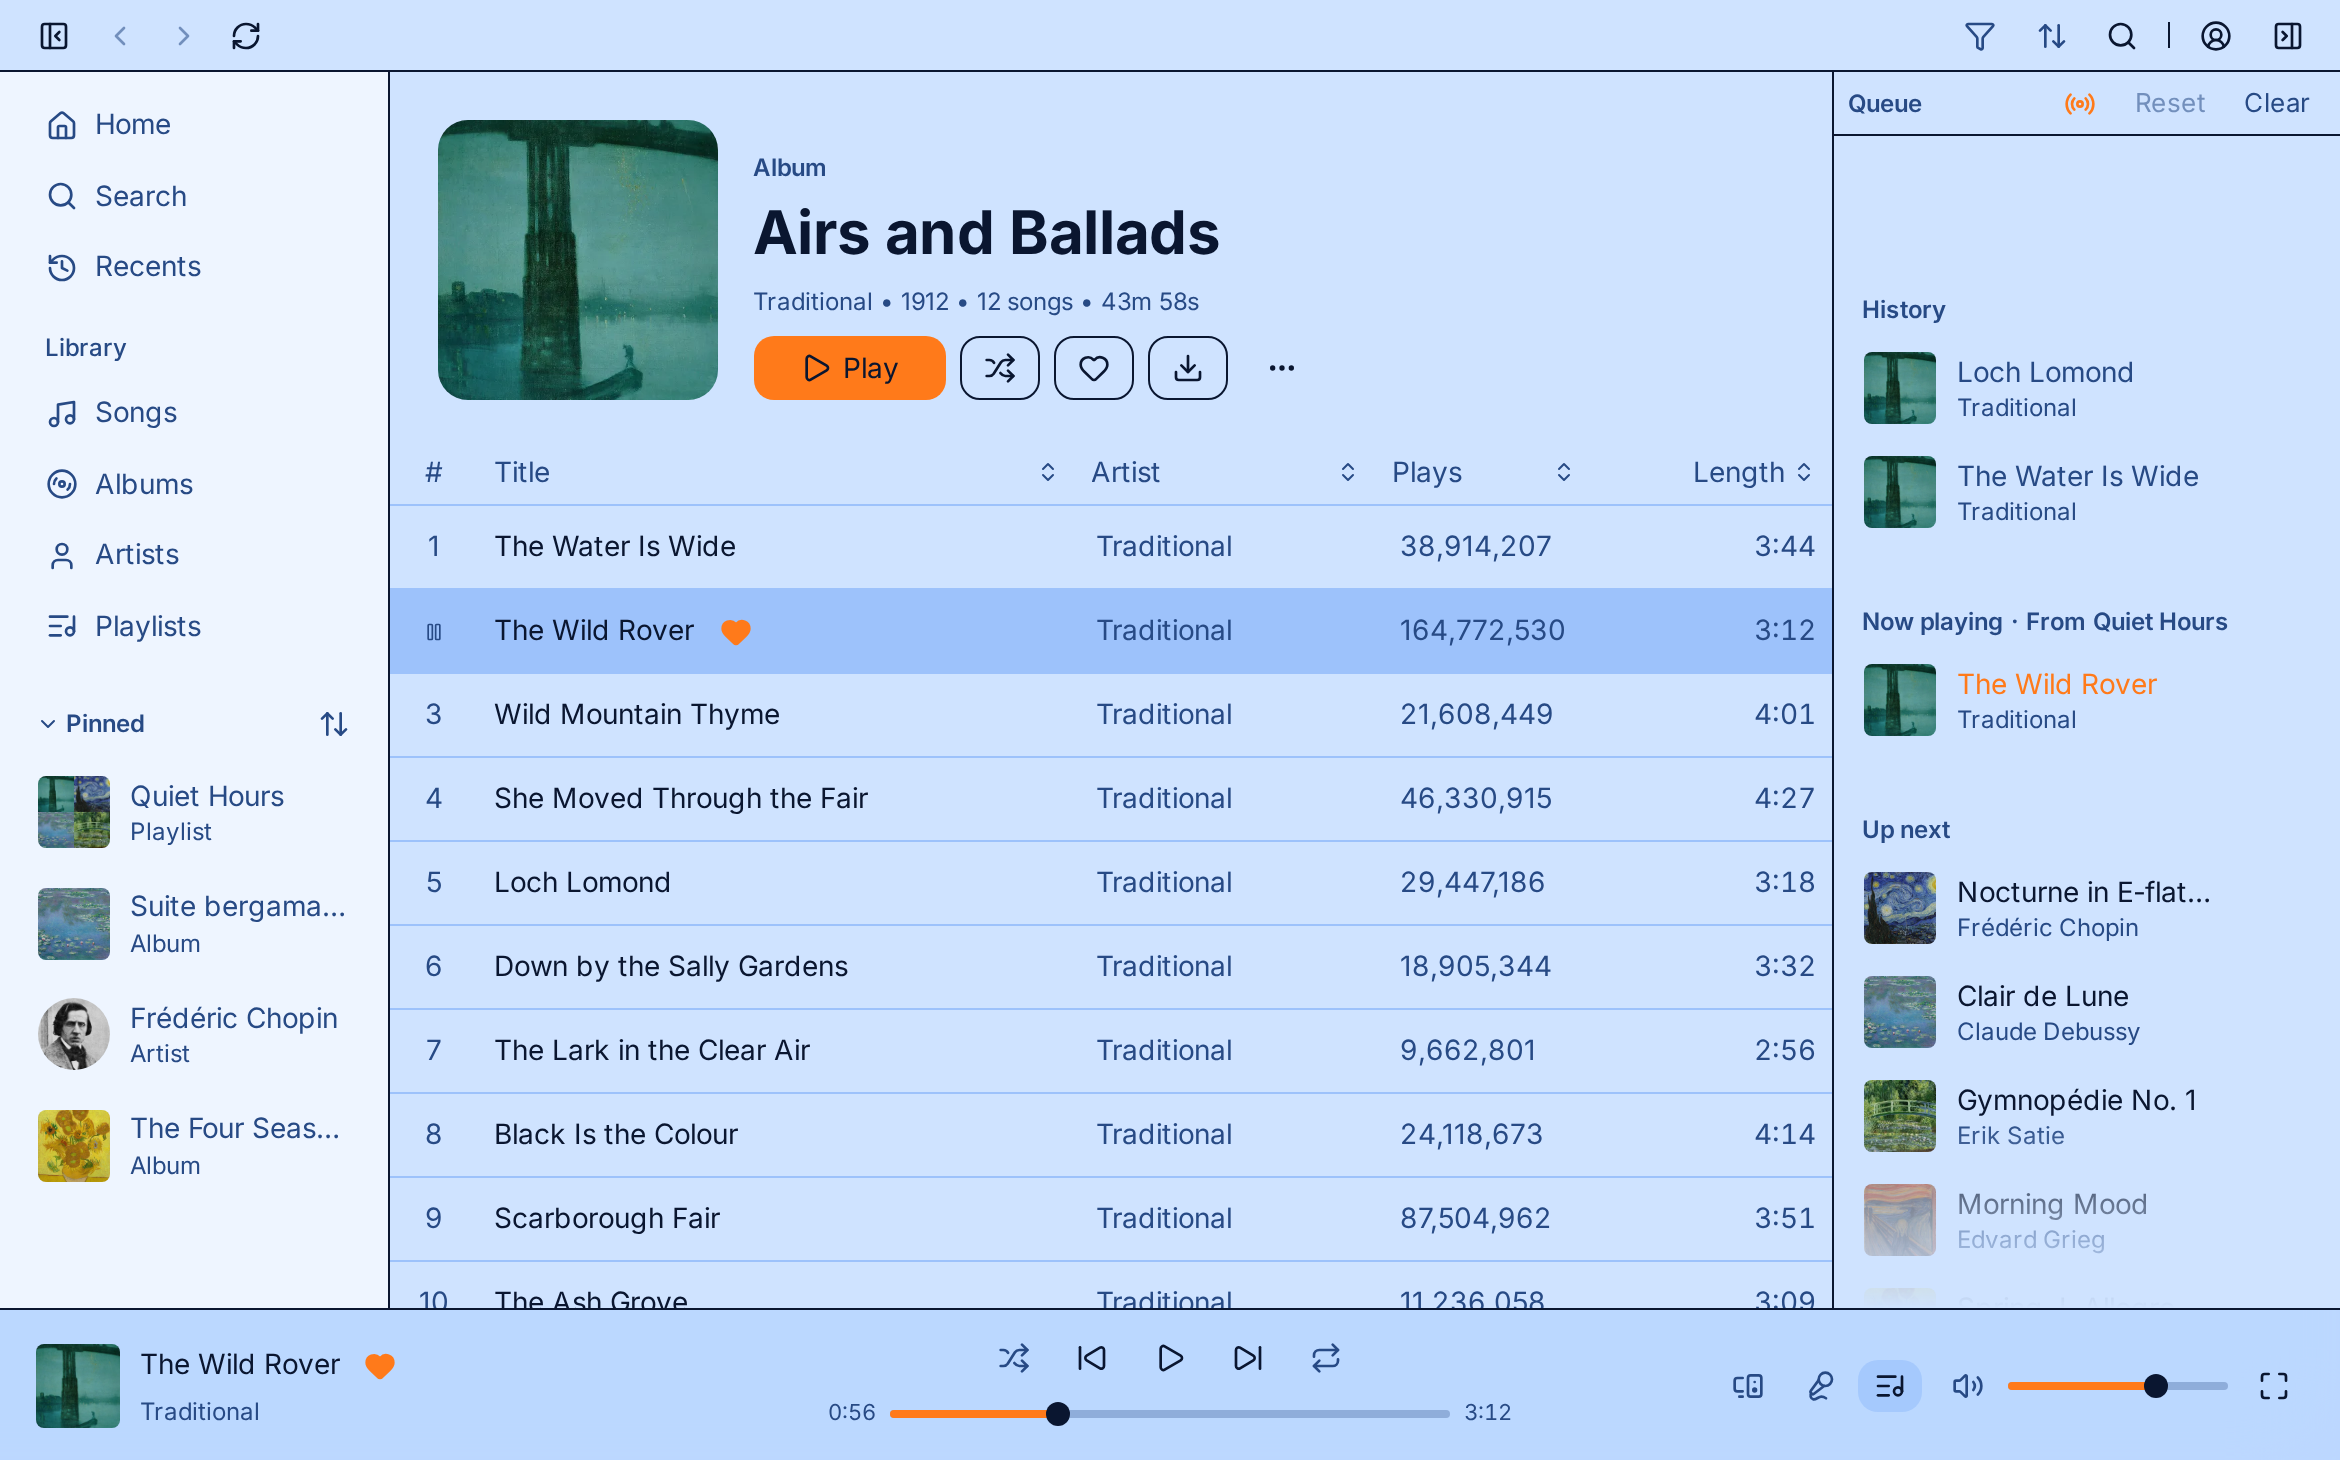 Home
Search
Recents
Library
Songs
Albums
Artists
Playlists
Pinned
Quiet Hours
Playlist
Suite bergama...
Album
Frédéric Chopin
Artist
The Four Seas...
Album
Album
Airs and Ballads
Traditional • 1912 • 12 songs • 43m 58s
Play
# Title Artist Plays Length
1 The Water Is Wide Traditional 38,914,207 3:44
The Wild Rover Traditional 164,772,530 3:12
3 Wild Mountain Thyme Traditional 21,608,449 4:01
4 She Moved Through the Fair Traditional 46,330,915 4:27
5 Loch Lomond Traditional 29,447,186 3:18
6 Down by the Sally Gardens Traditional 18,905,344 3:32
7 The Lark in the Clear Air Traditional 9,662,801 2:56
8 Black Is the Colour Traditional 24,118,673 4:14
9 Scarborough Fair Traditional 87,504,962 3:51
10 The Ash Grove Traditional 11,236,058 3:09
Queue Reset Clear
History
Loch Lomond
Traditional
The Water Is Wide
Traditional
Now playing · From Quiet Hours
The Wild Rover
Traditional
Up next
Nocturne in E-flat...
Frédéric Chopin
Clair de Lune
Claude Debussy
Gymnopédie No. 1
Erik Satie
Morning Mood
Edvard Grieg
The Wild Rover
Traditional
0:56
3:12